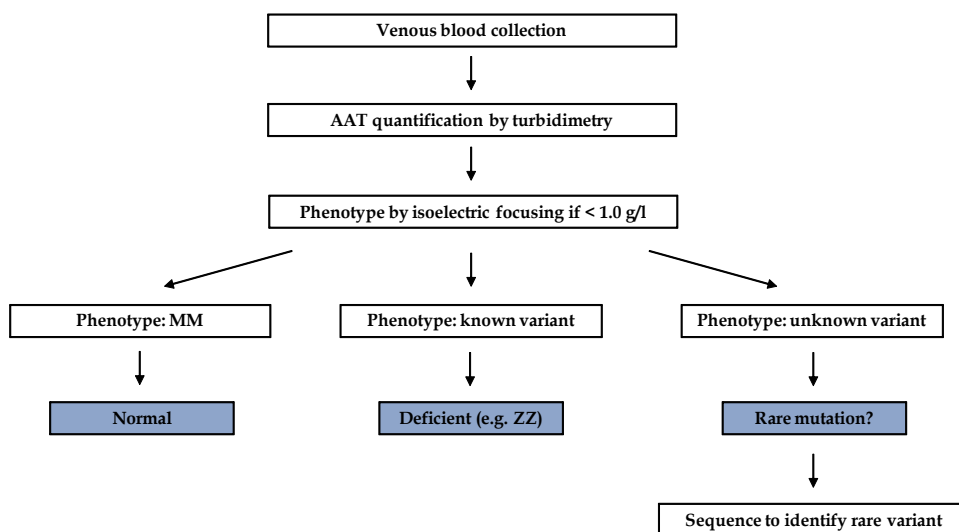 Venous blood collection
AAT quantification by turbidimetry
Phenotype by isoelectric focusing if < 1.0 g/l
Phenotype: MM
Phenotype: known variant
Phenotype: unknown variant
Normal
Deficient (e.g. ZZ)
Rare mutation?
Sequence to identify rare variant